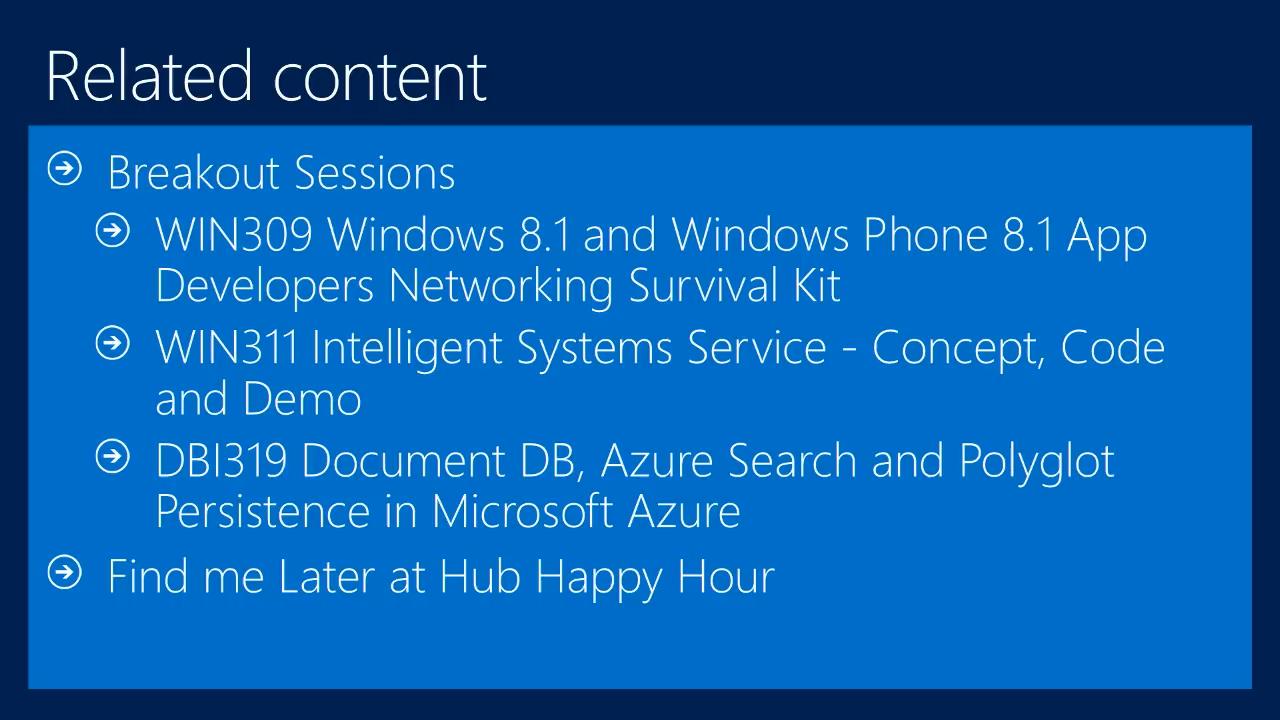 Related content
Breakout Sessions
WIN309 Windows 8.1 and Windows Phone 8.1 App
Developers Networking Survival Kit
WIN311 Intelligent Systems Service - Concept, Code
and Demo
DBI319 Document DB, Azure Search and Polyglot
Persistence in Microsoft Azure
Find me Later at Hub Happy Hour